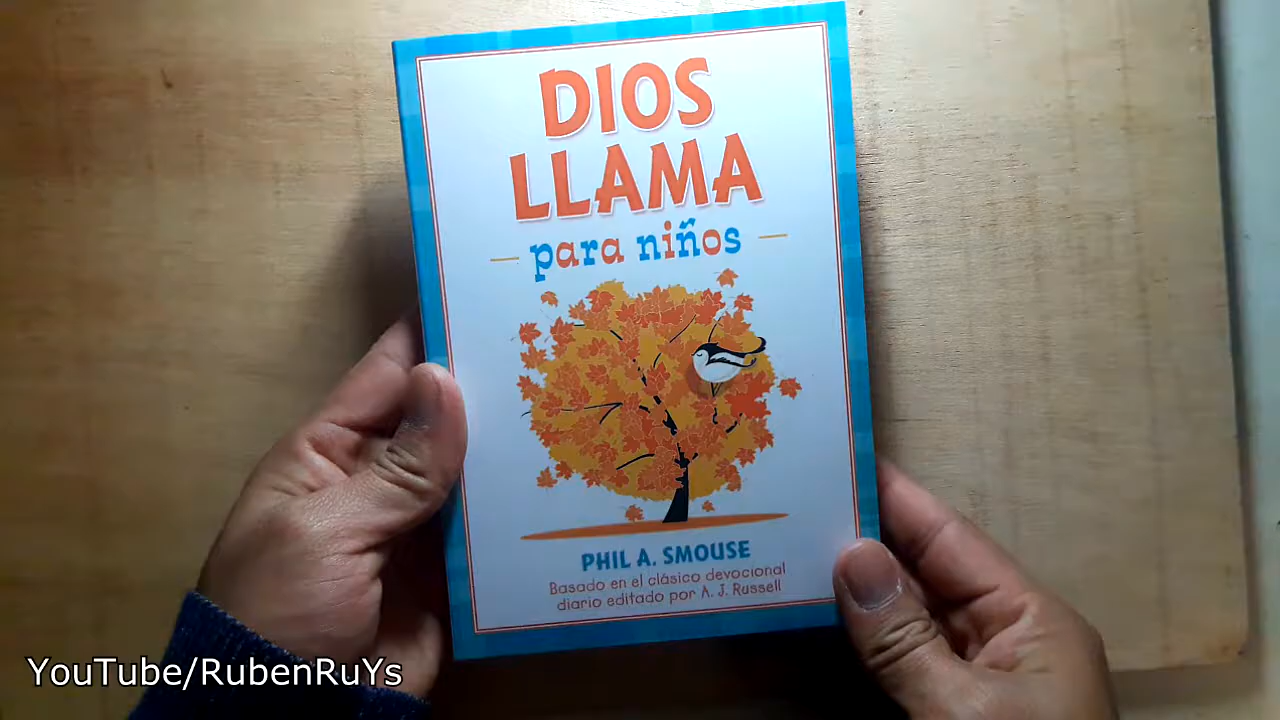 DIOS
LLAMA
para niños
PHIL A. SMOUSE
Basado en el clásico devocional
diario editado por A. J. Russell
YouTube/RubenRuYs